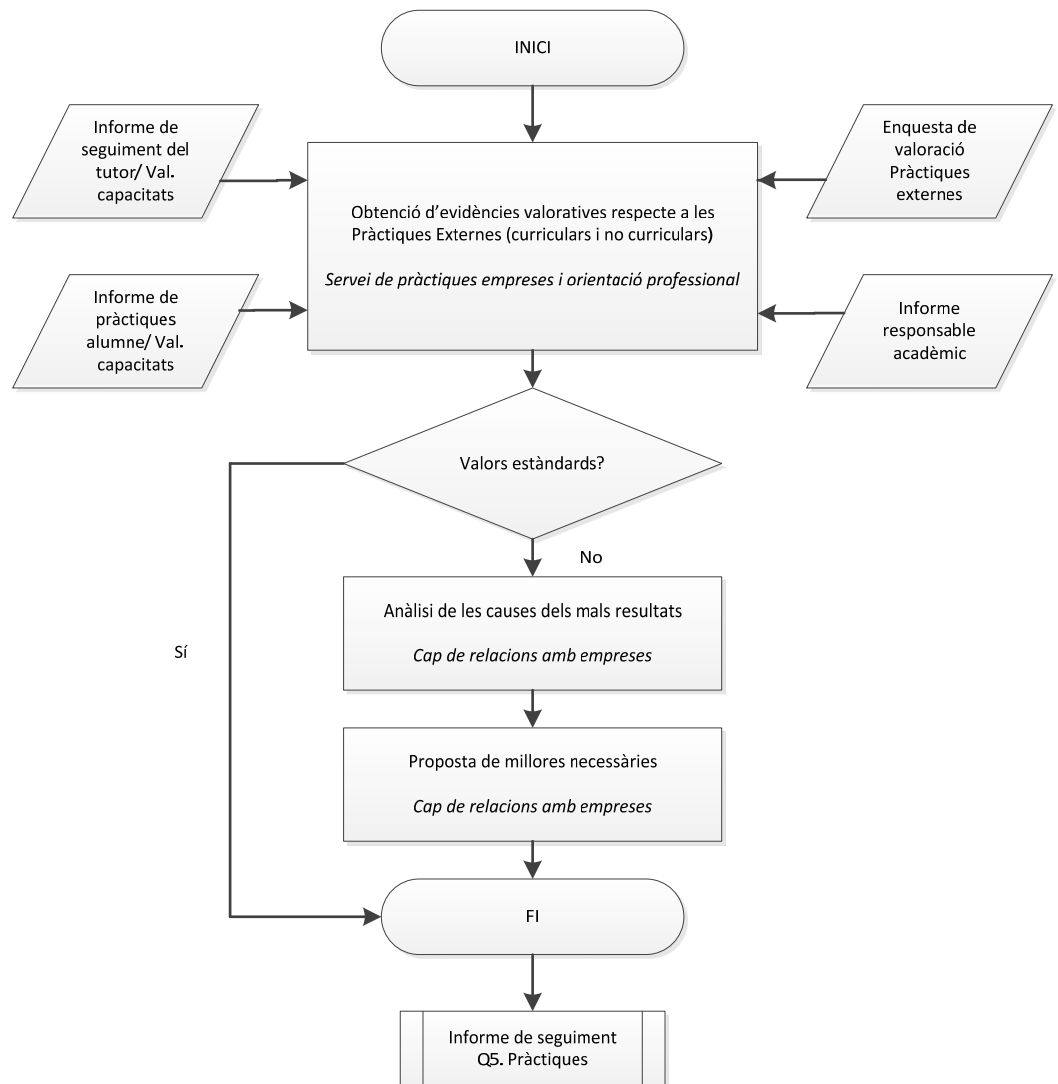 INICI
Informe de
seguiment del
tutor/ Val.
capacitats
Enquesta de
valoració
Pràctiques
externes
Obtenció d'evidències valoratives respecte a les
Pràctiques Externes (curriculars i no curriculars)
Servei de pràctiques empreses i orientació professional
Informe de
pràctiques
alumne/ Val.
capacitats
Informe
responsable
acadèmic
Valors estàndards?
No
Anàlisi de les causes dels mals resultats
Cap de relacions amb empreses
Sí
Proposta de millores necessàries
Cap de relacions amb empreses
FI
Informe de seguiment
Q5. Pràctiques